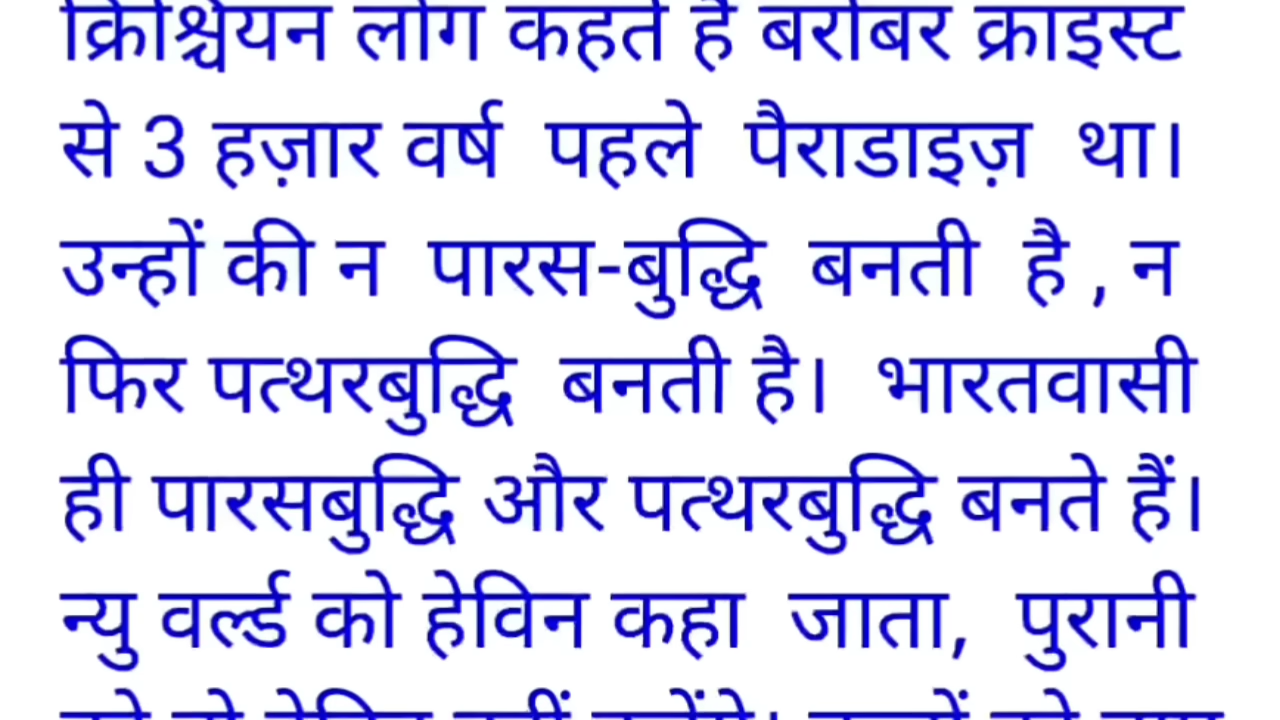 क्रिश्चियन लोग कहते हैं बरोबर क्राइस्ट
से 3 हज़ार वर्ष पहले पैराडाइज़ था।
उन्हों की न पारस-बुद्धि बनती है , न
फिर पत्थरबुद्धि बनती है। भारतवासी
ही पारसबुद्धि और पत्थरबुद्धि बनते हैं।
न्यु वर्ल्ड को हेविन कहा जाता, पुरानी